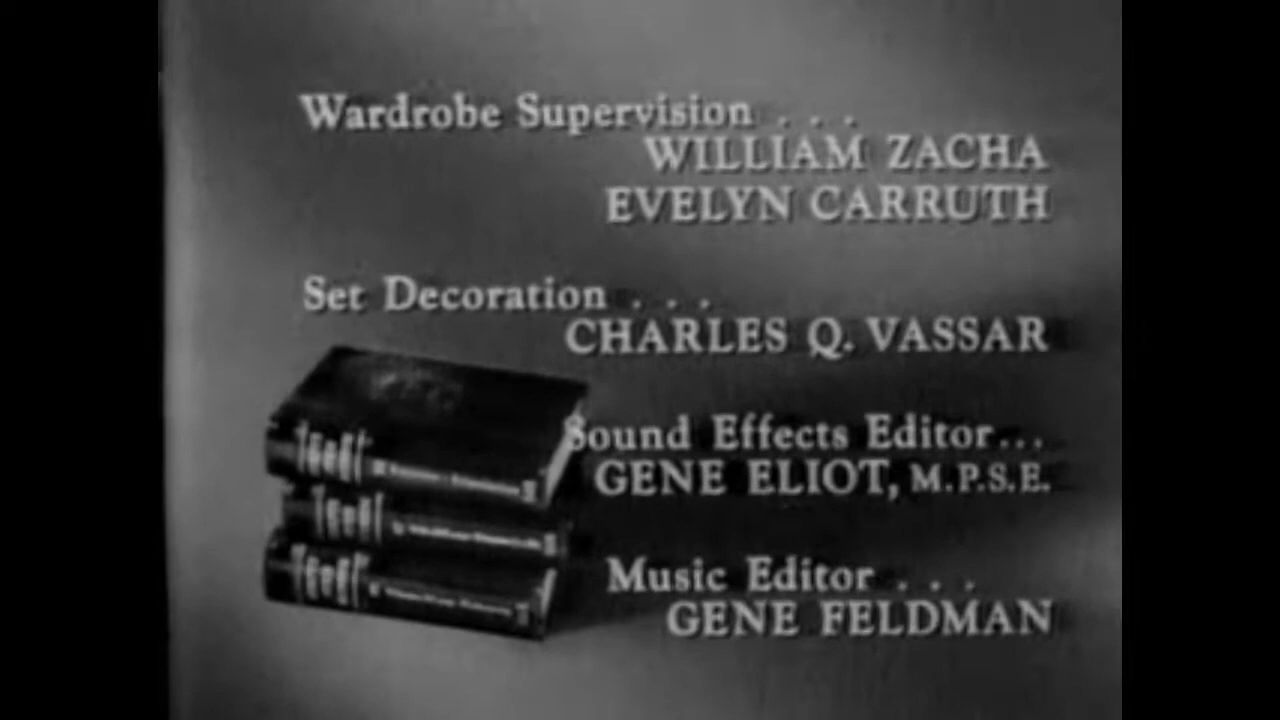 Wardrobe Supervision . . .
WILLIAM ZACHA
EVELYN CARRUTH
Set Decoration . . .
CHARLES Q. VASSAR
Sound Effects Editor...
GENE ELIOT, M.P.S.E.
Music Editor . . .
GENE FELDMAN